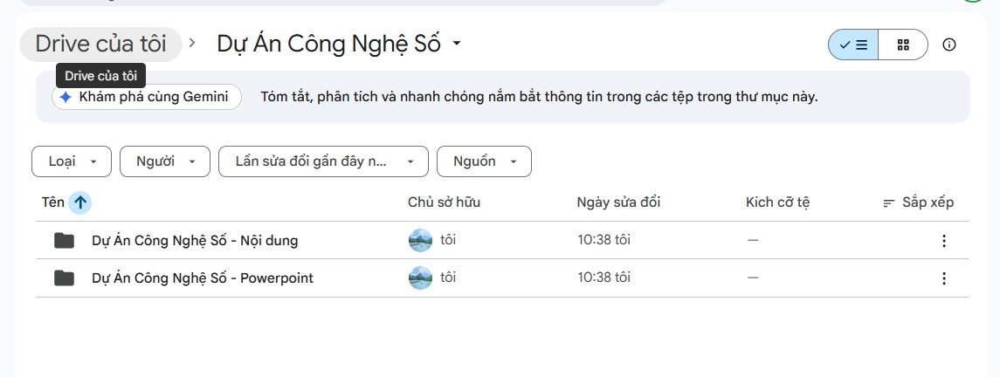 Drive của tôi › Dự Án Công Nghệ Số
Drive của tôi
Khám phá cùng Gemini Tóm tắt, phân tích và nhanh chóng nắm bắt thông tin trong các tệp trong thư mục này.
Loại Người Lần sửa đổi gần đây n... Nguồn
Tên Chủ sở hữu Ngày sửa đổi Kích cỡ tệ Sắp xếp
Dự Án Công Nghệ Số - Nội dung tôi 10:38 tôi —
Dự Án Công Nghệ Số - Powerpoint tôi 10:38 tôi —